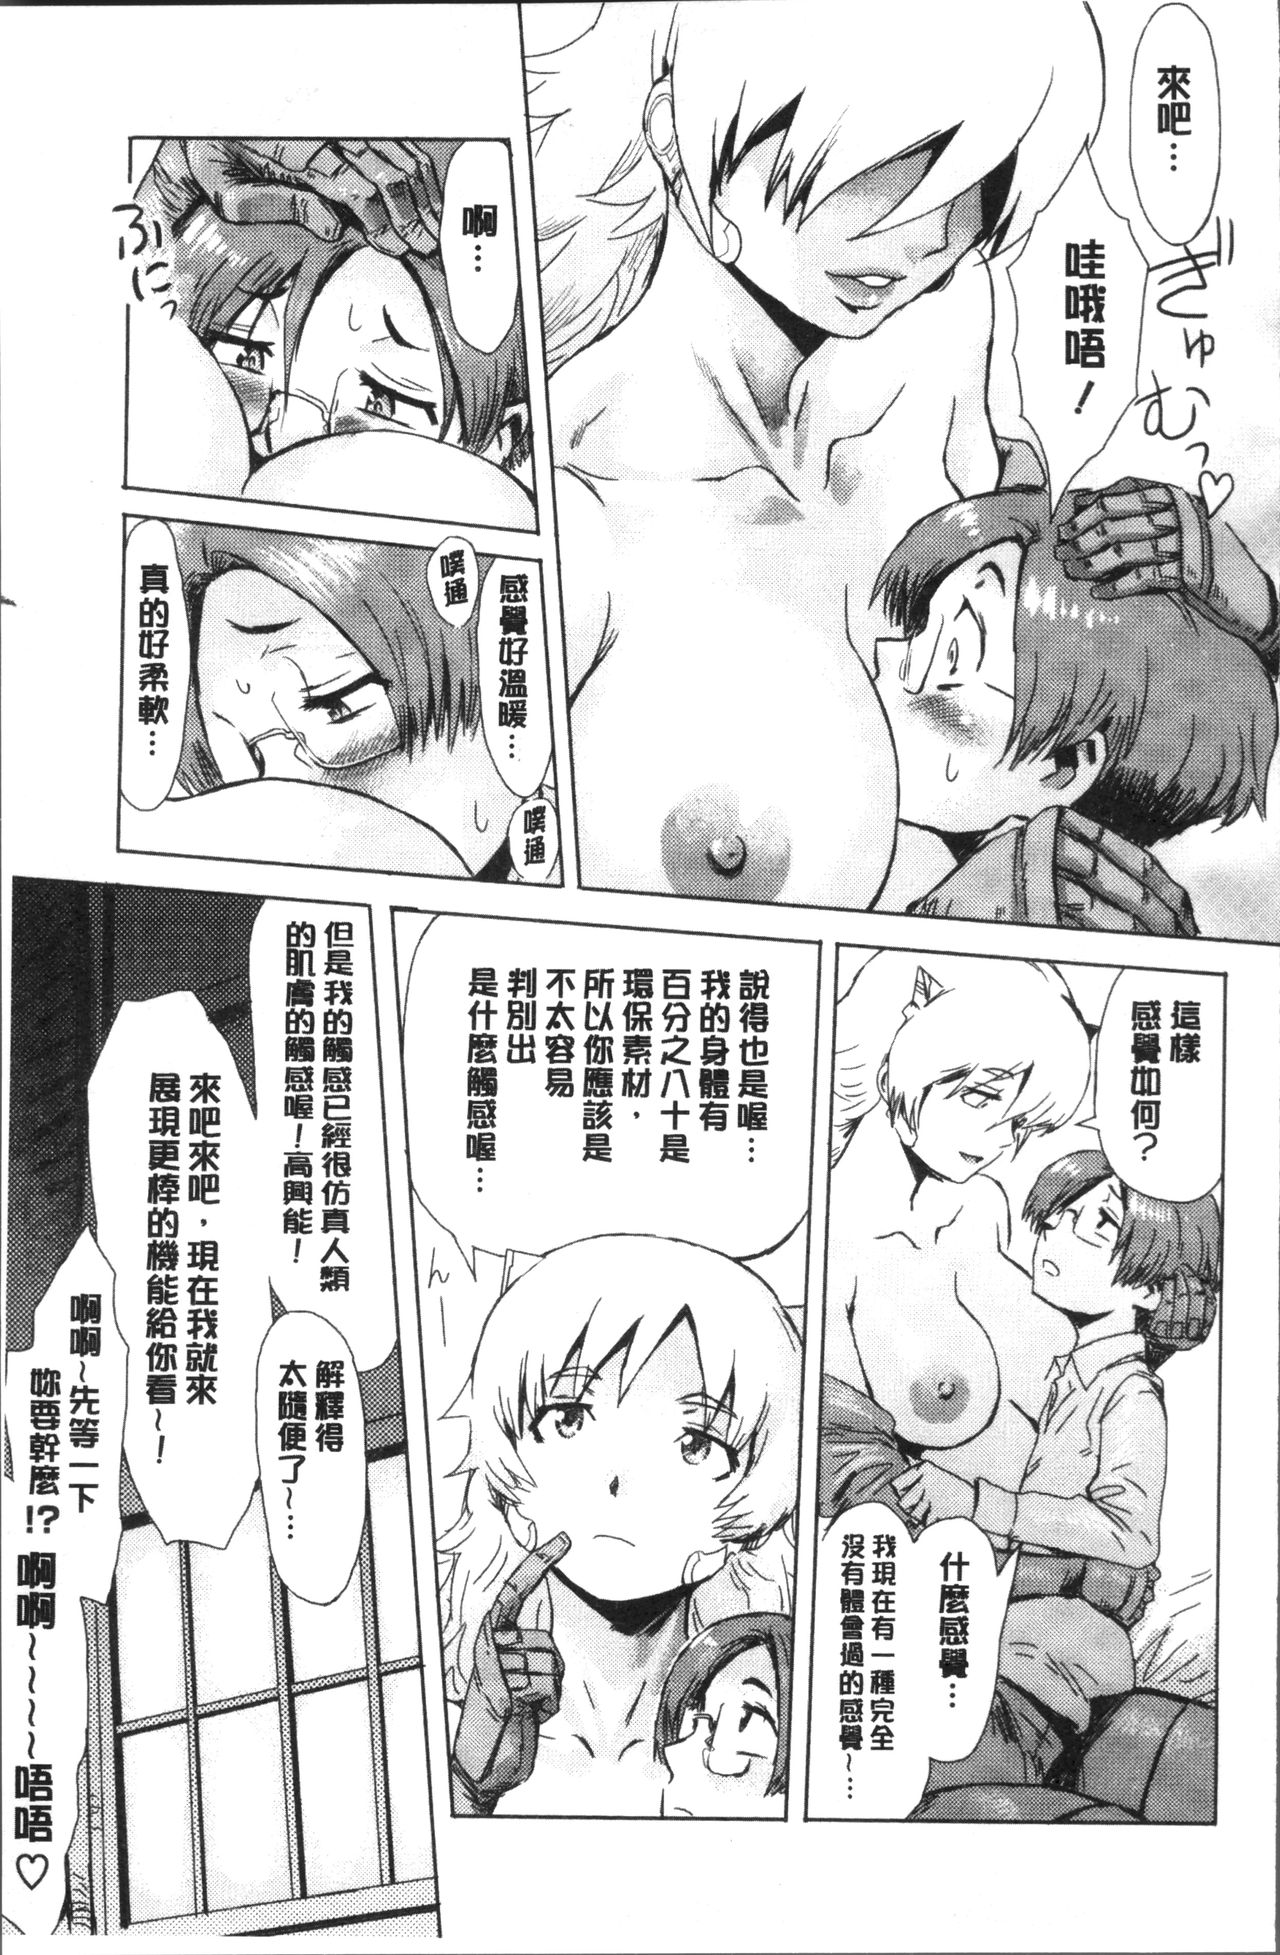 來吧…
哇哦唔！
ぎゅむっ♡
啊…
ふにっ
感覺好溫暖…
噗通
真的好柔軟…
噗通
這樣
感覺如何？
什麼感覺…
我現在有一種完全
沒有體會過的感覺~…
說得也是喔…
我的身體有
百分之八十是
環保素材，
所以你應該是
不太容易
判別出
是什麼觸感喔…
但是我的觸感已經很仿真人類
的肌膚的觸感喔！高興能！
解釋得
太隨便了~…
來吧來吧，現在我就來
展現更棒的機能給你看~！
啊啊~先等一下
妳要幹麼!?
啊啊~~~~~唔唔♡